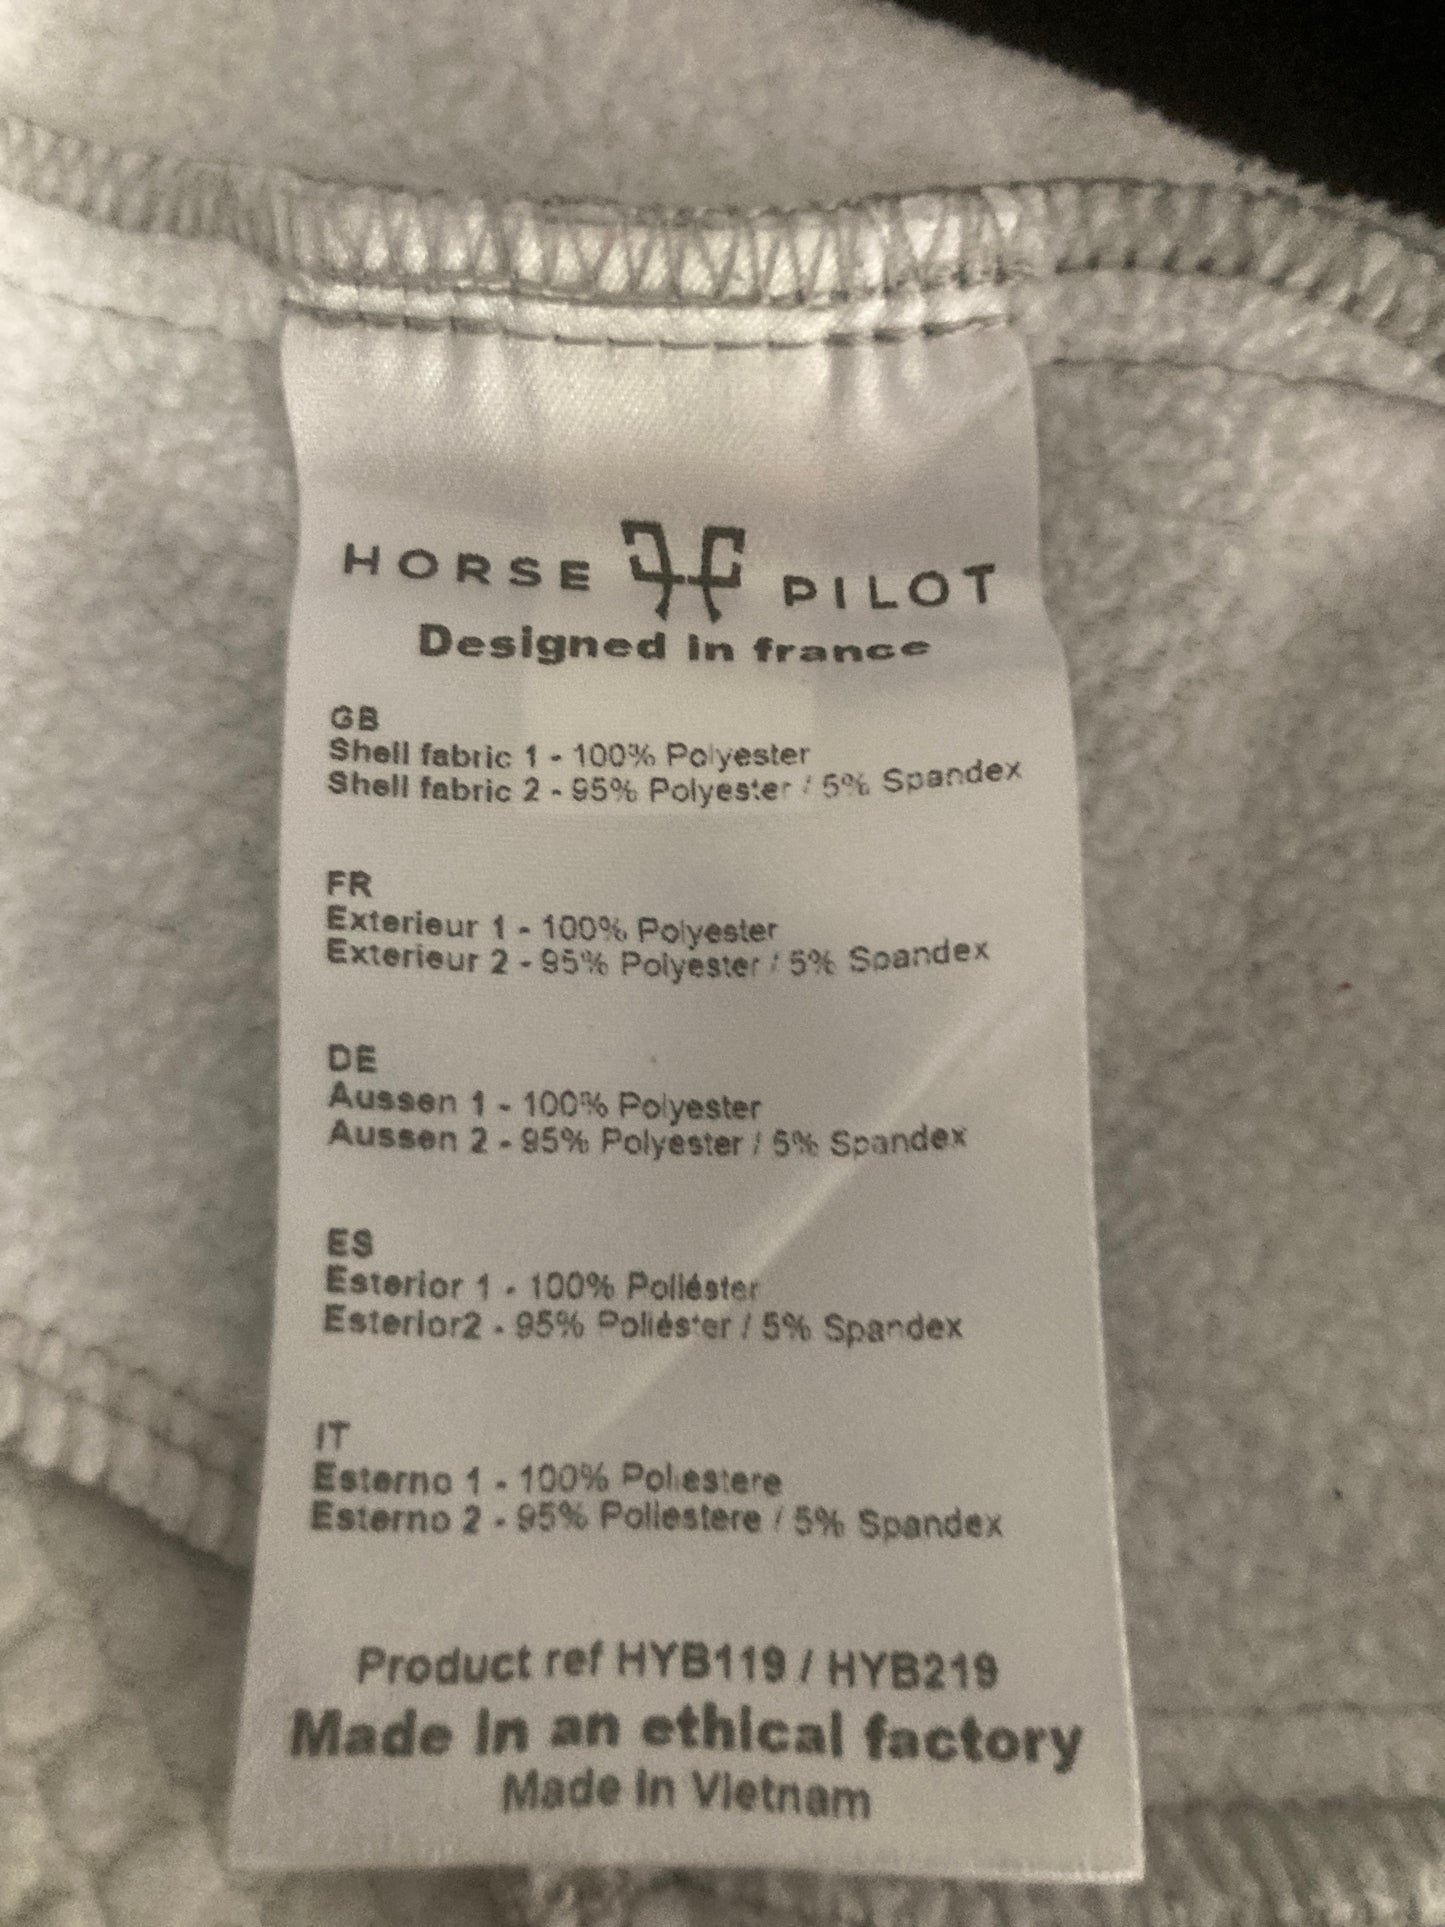 HORSE PILOT
Designed in france
GB
Shell fabric 1 - 100% Polyester
Shell fabric 2 - 95% Polyester / 5% Spandex
FR
Exterieur 1 - 100% Polyester
Exterieur 2 - 95% Polyester / 5% Spandex
DE
Aussen 1 - 100% Polyester
Aussen 2 - 95% Polyester / 5% Spandex
ES
Esterior 1 - 100% Poliéster
Esterior2 - 95% Poliéster / 5% Spandex
IT
Esterno 1 - 100% Poliestere
Esterno 2 - 95% Poliestere / 5% Spandex
Product ref HYB119 / HYB219
Made in an ethical factory
Made in Vietnam